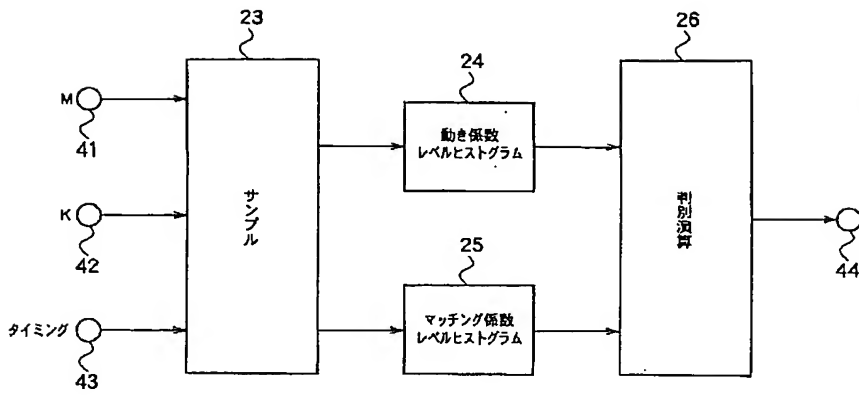 23
26
24
M
41
動き係数
レベルヒストグラム
サンプル
判別演算
K
42
25
44
タイミング
43
マッチング係数
レベルヒストグラム